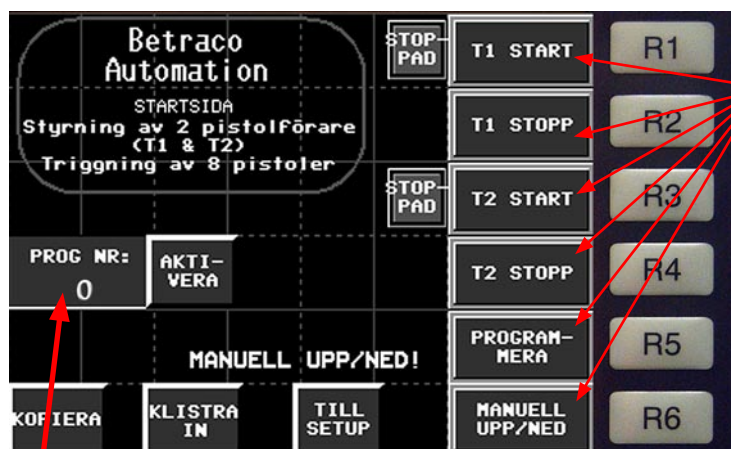 Betraco
Automation
STARTSIDA
Styrning av 2 pistolförare
(T1 & T2)
Triggning av 8 pistoler
STOP-
PAD
T1 START
R1
T1 STOPP
R2
STOP-
PAD
T2 START
R3
PROG NR:
0
AKTI-
VERA
T2 STOPP
R4
MANUELL UPP/NED!
PROGRAM-
MERA
R5
KOPIERA
KLISTRA
IN
TILL
SETUP
MANUELL
UPP/NED
R6